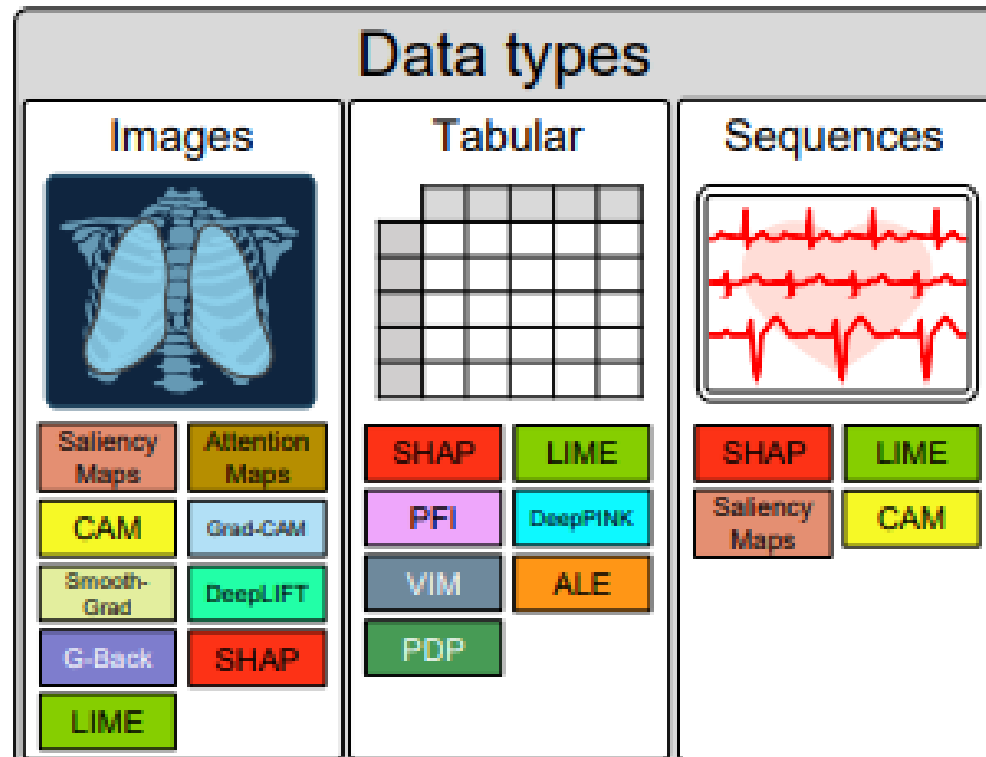 Data types
Images
Saliency
Maps
Attention
Maps
CAM
Grad-CAM
Smooth-
Grad
DeepLIFT
G-Back
SHAP
LIME
Tabular
SHAP
LIME
PFI
DeepPINK
VIM
ALE
PDP
Sequences
SHAP
LIME
Saliency
Maps
CAM